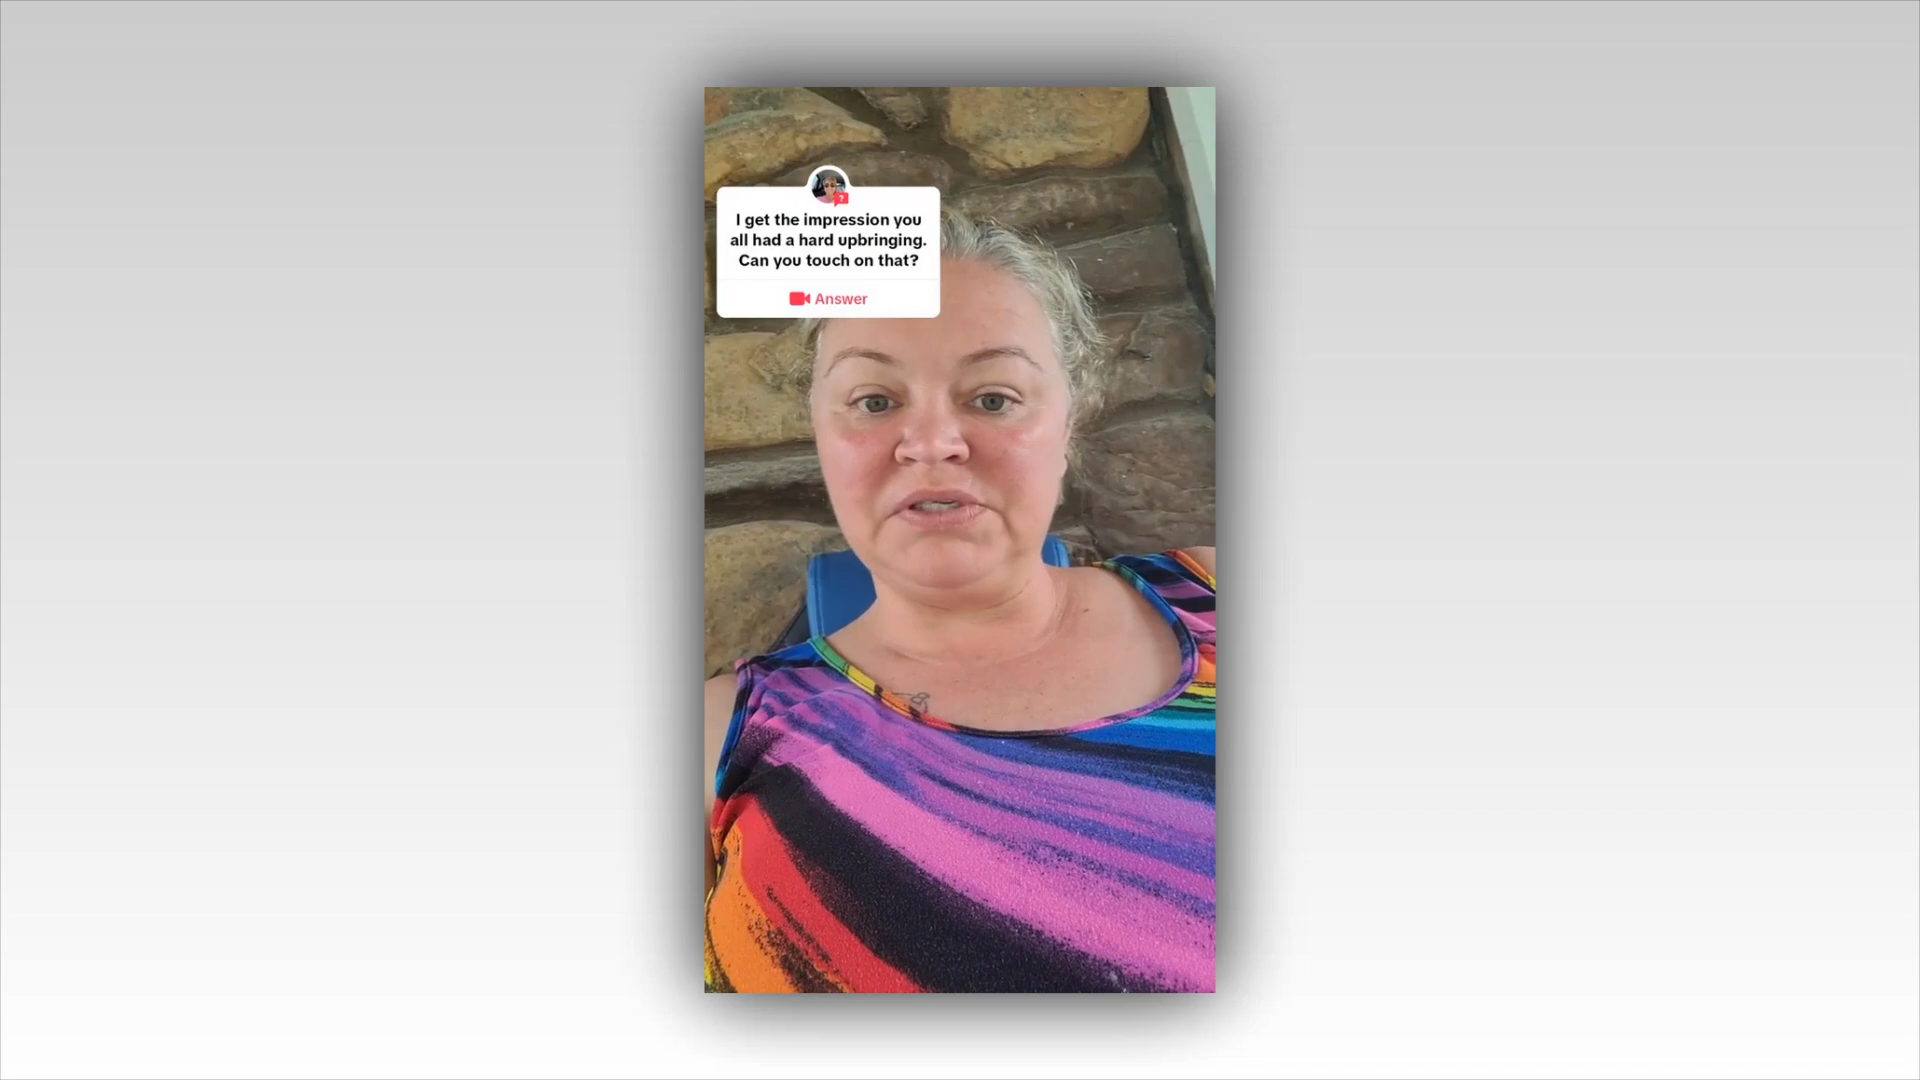 I get the impression you
all had a hard upbringing.
Can you touch on that?
Answer